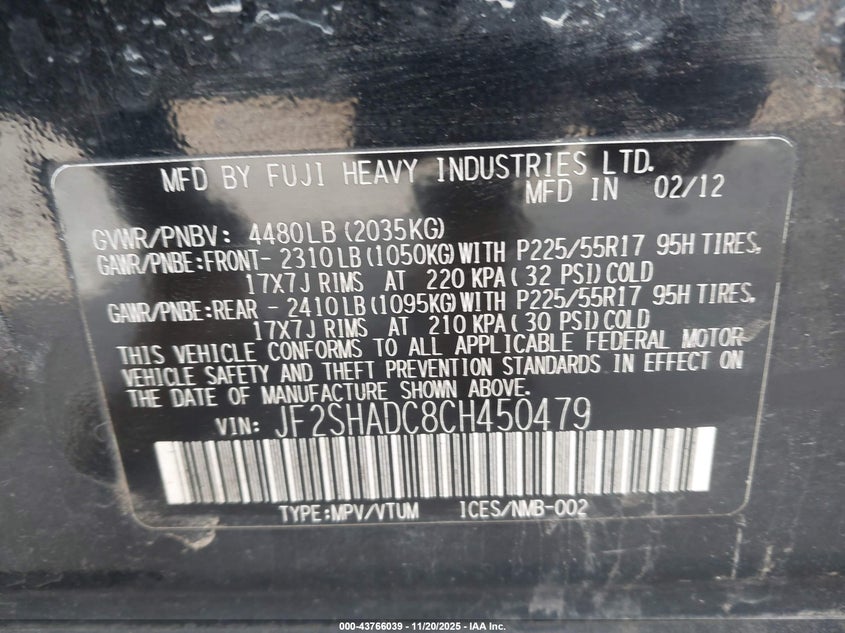 MFD BY FUJI HEAVY INDUSTRIES LTD.
MFD IN 02/12
GVWR/PNBV: 4480LB(2035KG)
GAWR/PNBE:FRONT- 2310LB(1050KG)WITH P225/55R17 95H TIRES,
17X7J RIMS AT 220 KPA( 32 PSI)COLD
GAWR/PNBE:REAR - 2410LB(1095KG)WITH P225/55R17 95H TIRES,
17X7J RIMS AT 210 KPA( 30 PSI)COLD
THIS VEHICLE CONFORMS TO ALL APPLICABLE FEDERAL MOTOR
VEHICLE SAFETY AND THEFT PREVENTION STANDARDS IN EFFECT ON
THE DATE OF MANUFACTURE SHOWN ABOVE.
VIN: JF2SHADC8CH450479
TYPE:MPV/VTUM ICES/NMB-002
000-43766039 - 11/20/2025 - IAA Inc.